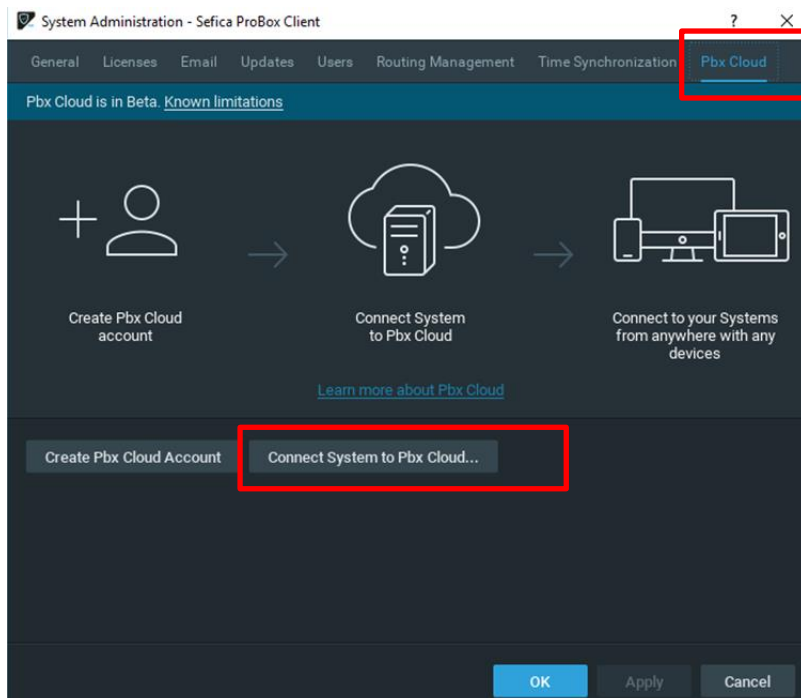 System Administration - Sefica ProBox Client
General Licenses Email Updates Users Routing Management Time Synchronization Pbx Cloud
Pbx Cloud is in Beta. Known limitations
Create Pbx Cloud
account
Connect System
to Pbx Cloud
Connect to your Systems
from anywhere with any
devices
Learn more about Pbx Cloud
Create Pbx Cloud Account
Connect System to Pbx Cloud...
OK Apply Cancel